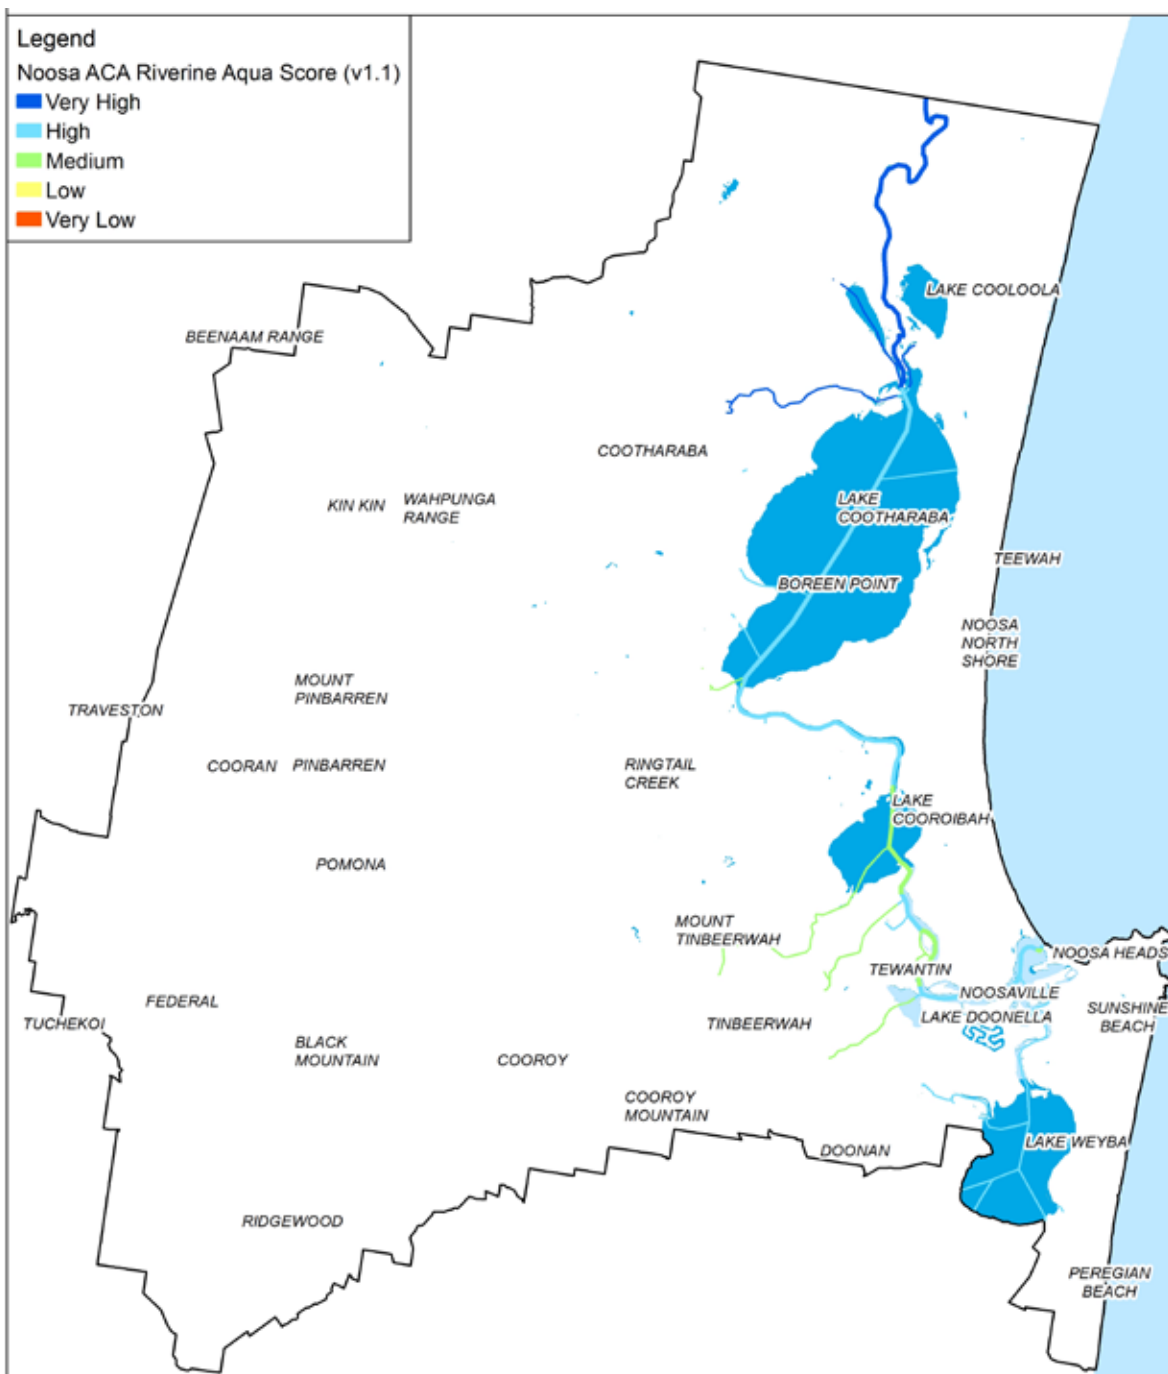 Legend
Noosa ACA Riverine Aqua Score (v1.1)
Very High
High
Medium
Low
Very Low
LAKE COOLOOLA
BEENAAM RANGE
COOTHARABA
KIN KIN
WAHPUNGA
RANGE
LAKE
COOTHARABA
TEEWAH
BOREEN POINT
NOOSA
NORTH
SHORE
MOUNT
PINBARREN
TRAVESTON
COORAN
PINBARREN
RINGTAIL
CREEK
LAKE
COOROIBAH
POMONA
MOUNT
TINBEERWAH
NOOSA HEADS
TEWANTIN
NOOSAVILLE
FEDERAL
SUNSHINE
BEACH
TUCHEKOI
TINBEERWAH
LAKE DOONELLA
BLACK
MOUNTAIN
COOROY
COOROY
MOUNTAIN
DOONAN
LAKE WEYBA
RIDGEWOOD
PEREGIAN
BEACH